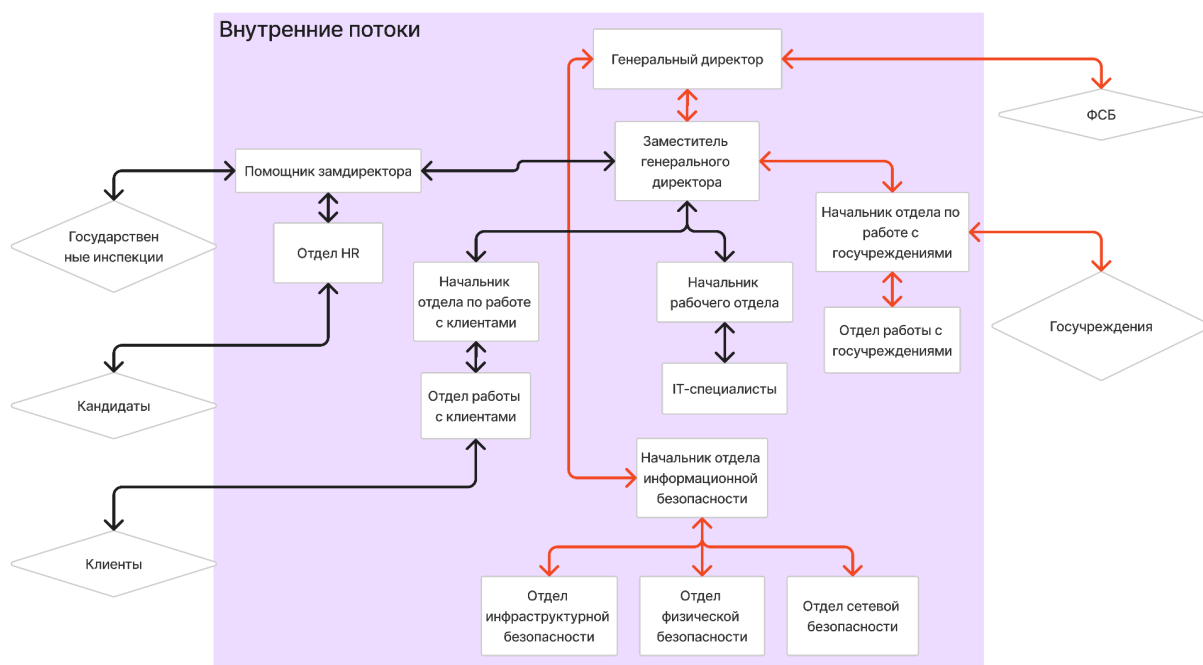 Внутренние потоки
Генеральный директор
ФСБ
Заместитель
генерального
директора
Помощник замдиректора
Начальник отдела по
работе с
госучреждениями
Государствен
ные инспекции
Отдел HR
Начальник
отдела по работе
с клиентами
Начальник
рабочего отдела
Отдел работы с
госучреждениями
Госучреждения
Кандидаты
Отдел работы
с клиентами
IT-специалисты
Начальник отдела
информационной
безопасности
Клиенты
Отдел
инфраструктурной
безопасности
Отдел
физической
безопасности
Отдел сетевой
безопасности